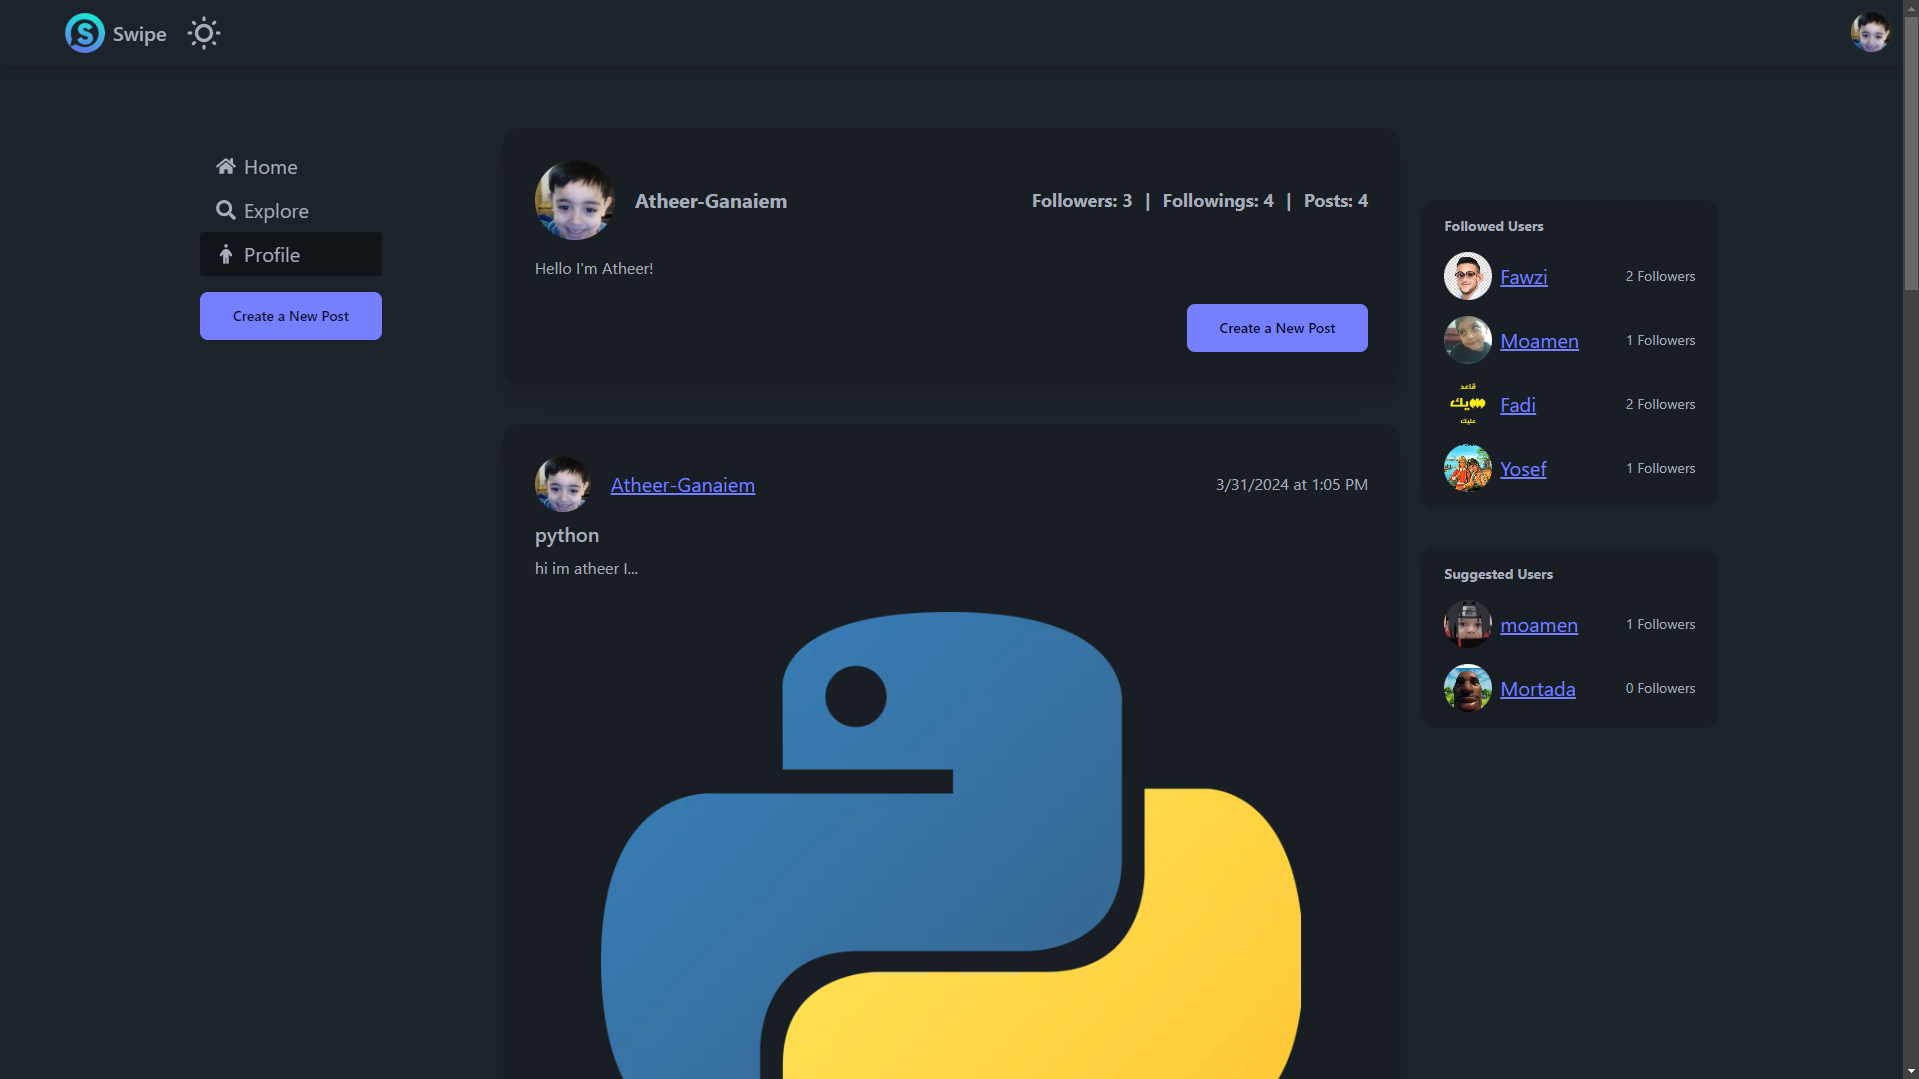 Swipe
Home
Explore
Profile
Create a New Post
Atheer-Ganaiem
Followers: 3 | Followings: 4 | Posts: 4
Hello I'm Atheer!
Create a New Post
Atheer-Ganaiem
3/31/2024 at 1:05 PM
python
hi im atheer I...
Followed Users
Fawzi
2 Followers
Moamen
1 Followers
قاعد
عليك
Fadi
2 Followers
Yosef
1 Followers
Suggested Users
moamen
1 Followers
Mortada
0 Followers